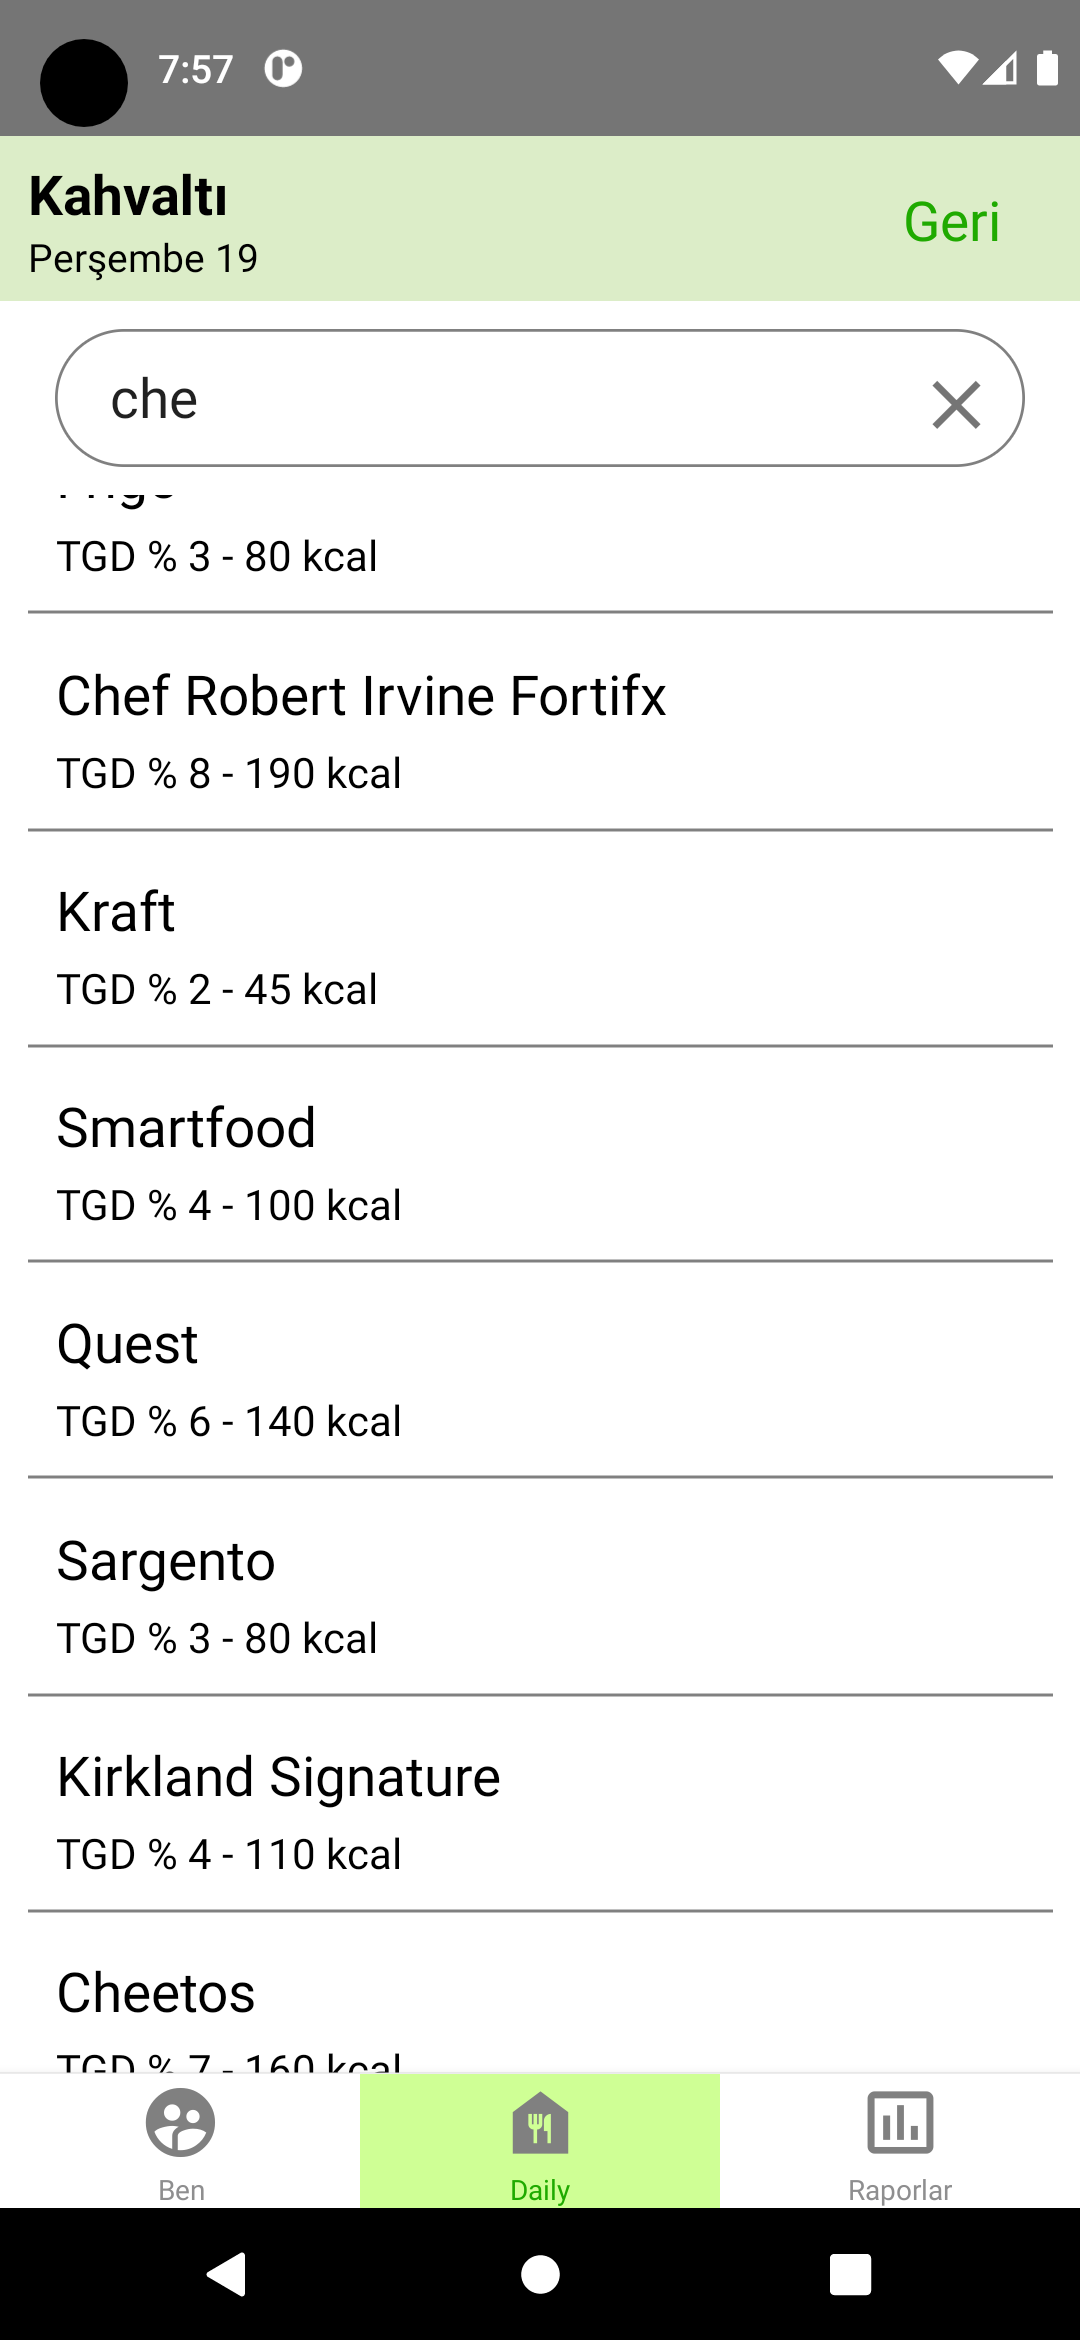 7:57
Kahvaltı
Perşembe 19
Geri
che
TGD % 3 - 80 kcal
Chef Robert Irvine Fortifx
TGD % 8 - 190 kcal
Kraft
TGD % 2 - 45 kcal
Smartfood
TGD % 4 - 100 kcal
Quest
TGD % 6 - 140 kcal
Sargento
TGD % 3 - 80 kcal
Kirkland Signature
TGD % 4 - 110 kcal
Cheetos
TGD % 7 - 160 kcal
Ben
Daily
Raporlar